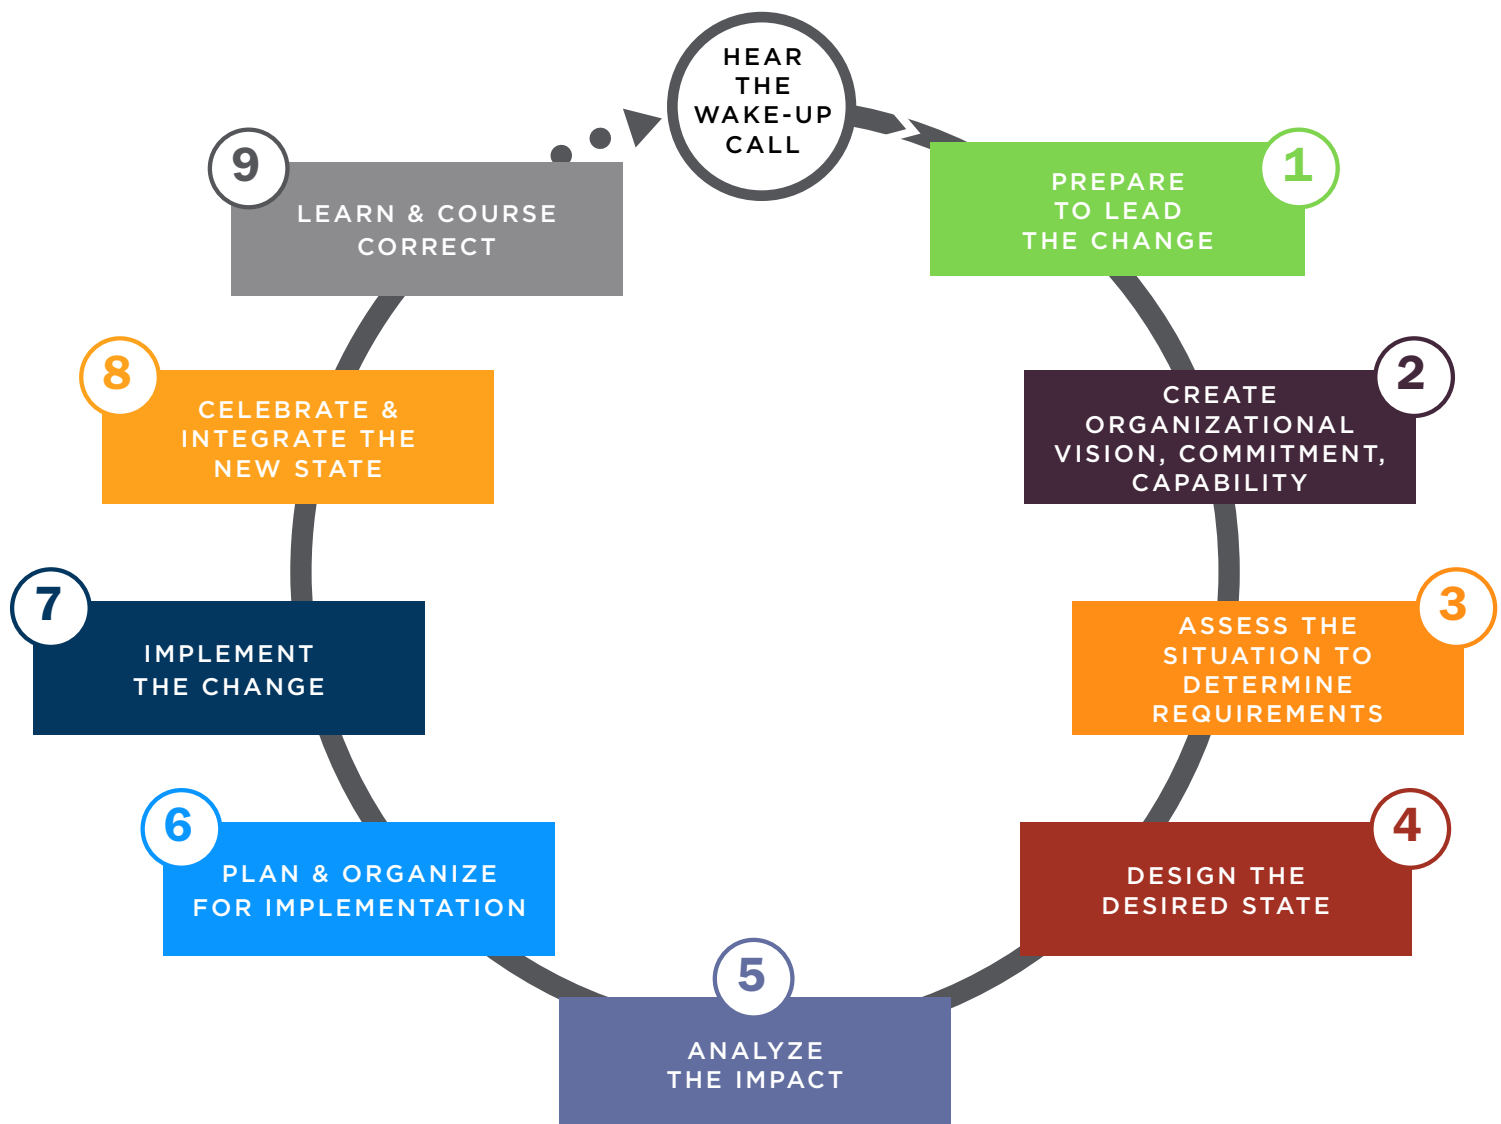 HEAR
THE
WAKE-UP
CALL
1
PREPARE
TO LEAD
THE CHANGE
2
CREATE
ORGANIZATIONAL
VISION, COMMITMENT,
CAPABILITY
3
ASSESS THE
SITUATION TO
DETERMINE
REQUIREMENTS
4
DESIGN THE
DESIRED STATE
5
ANALYZE
THE IMPACT
6
PLAN & ORGANIZE
FOR IMPLEMENTATION
7
IMPLEMENT
THE CHANGE
8
CELEBRATE &
INTEGRATE THE
NEW STATE
9
LEARN & COURSE
CORRECT